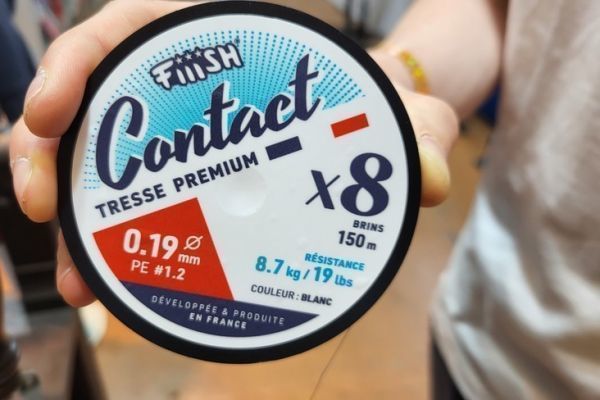 FIIISH
Contact
TRESSE PREMIUM
x8
BRINS
150 m
0.19 mm Ø
PE #1.2
RÉSISTANCE
8.7 kg / 19 lbs
COULEUR : BLANC
DÉVELOPPÉE & PRODUITE
EN FRANCE